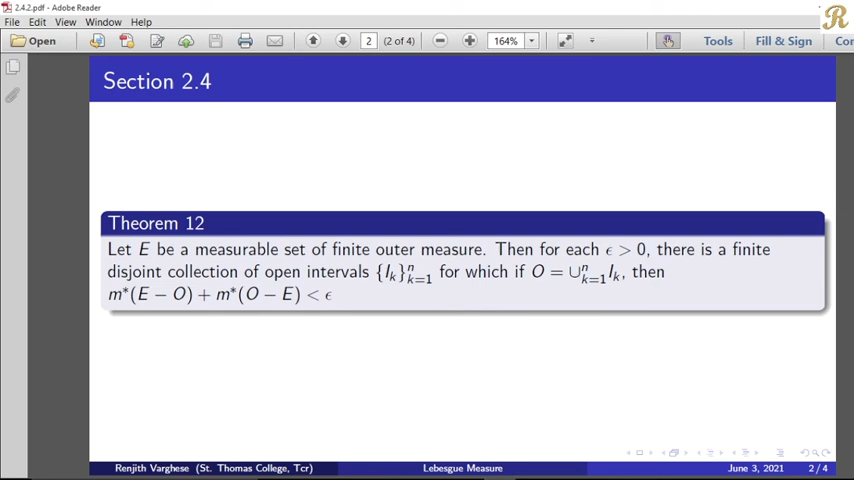 2.4.2.pdf - Adobe Reader
File Edit View Window Help
Open 2 (2 of 4) 164% Tools Fill & Sign Cor
R
Section 2.4
Theorem 12
Let E be a measurable set of finite outer measure. Then for each ϵ > 0, there is a finite
disjoint collection of open intervals {I_k}_{k=1}^n for which if O = ∪_{k=1}^n I_k, then
m*(E − O) + m*(O − E) < ϵ
Renjith Varghese (St. Thomas College, Tcr) Lebesgue Measure June 3, 2021 2 / 4